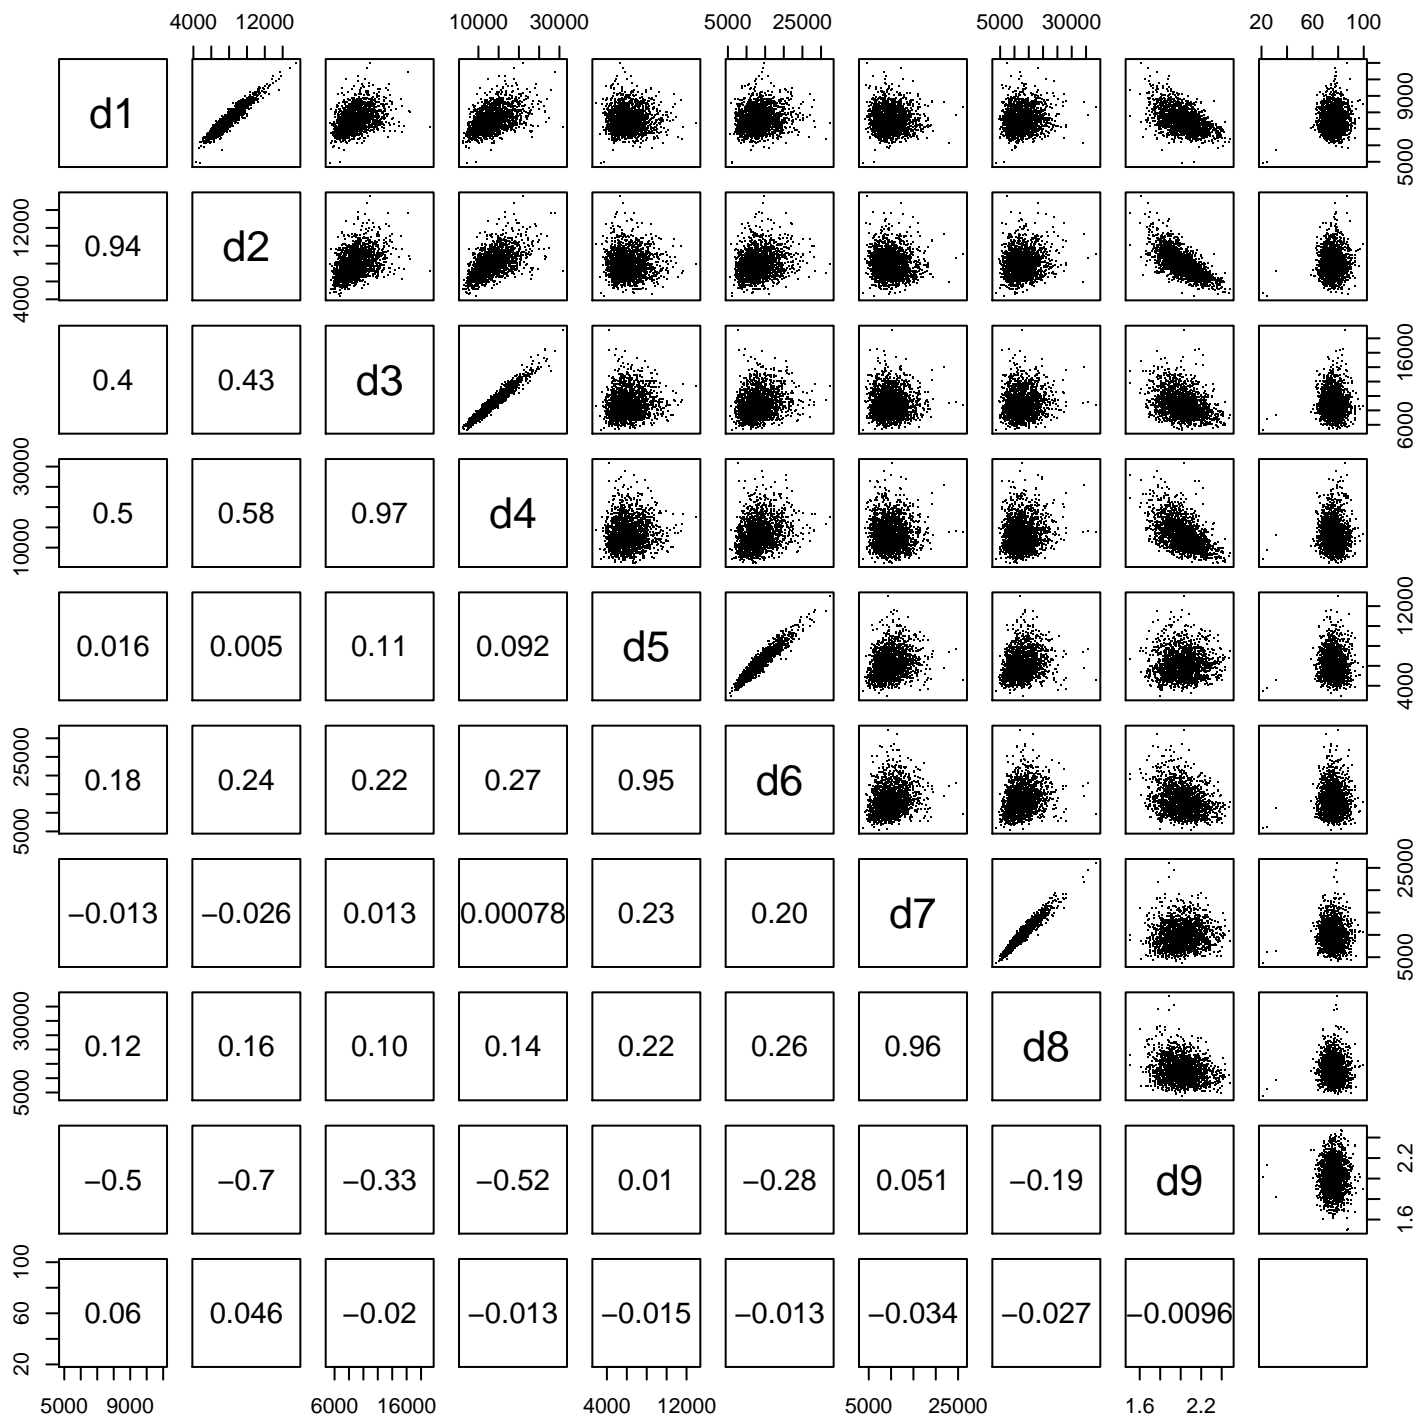 4000 12000 10000 30000 5000 25000 5000 30000 20 60 100
d1 5000 9000
4000 12000 0.94 d2
0.4 0.43 d3 6000 16000
10000 30000 0.5 0.58 0.97 d4
0.016 0.005 0.11 0.092 d5 4000 12000
5000 25000 0.18 0.24 0.22 0.27 0.95 d6
−0.013 −0.026 0.013 0.00078 0.23 0.20 d7 5000 25000
5000 30000 0.12 0.16 0.10 0.14 0.22 0.26 0.96 d8
−0.5 −0.7 −0.33 −0.52 0.01 −0.28 0.051 −0.19 d9 1.6 2.2
20 60 100 0.06 0.046 −0.02 −0.013 −0.015 −0.013 −0.034 −0.027 −0.0096
5000 9000 6000 16000 4000 12000 5000 25000 1.6 2.2